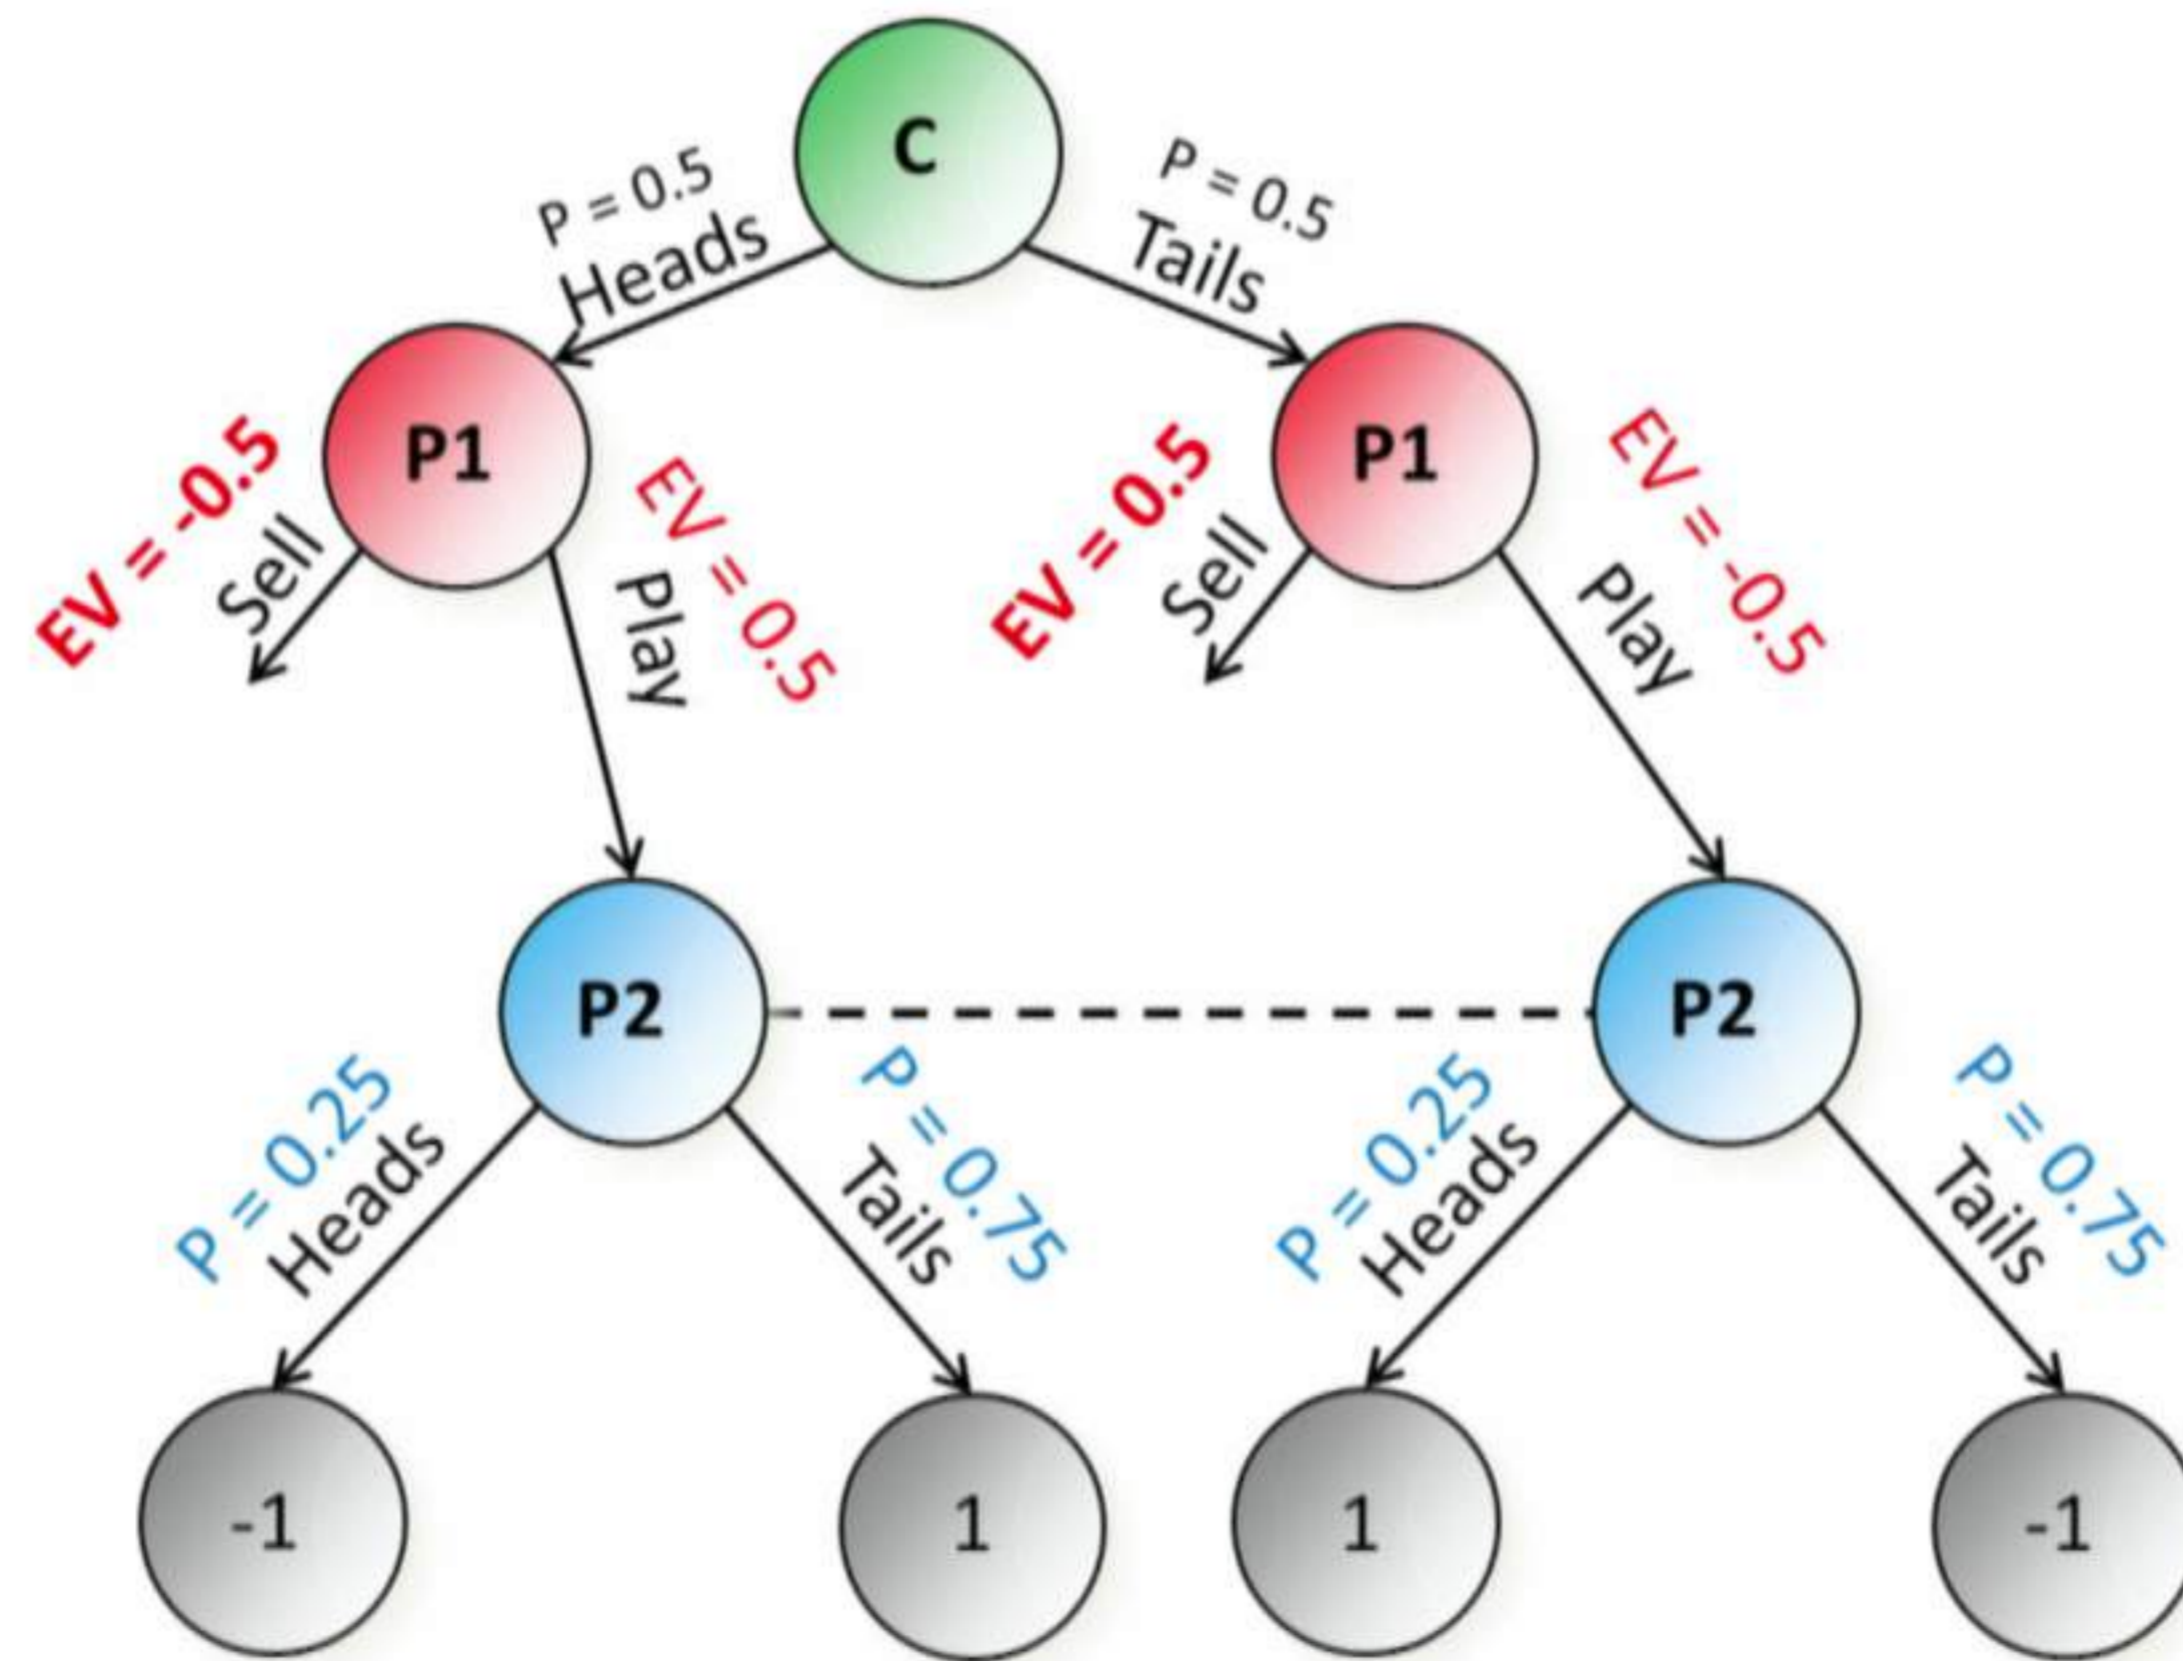 C
P = 0.5
Heads
P = 0.5
Tails
P1
EV = -0.5
Sell
EV = 0.5
Play
P1
EV = 0.5
Sell
EV = -0.5
Play
P2
P = 0.25
Heads
P = 0.75
Tails
P2
P = 0.25
Heads
P = 0.75
Tails
-1
1
1
-1